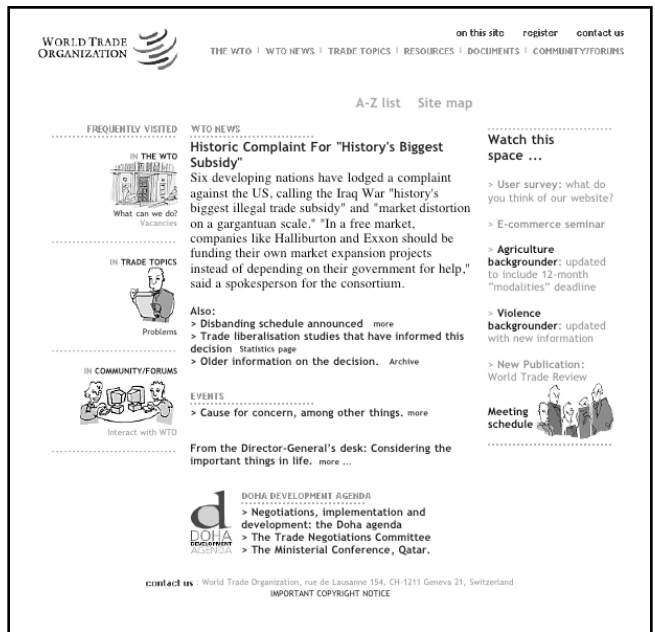 WORLD TRADE
ORGANIZATION
on this site register contact us
THE WTO | WTO NEWS | TRADE TOPICS | RESOURCES | DOCUMENTS | COMMUNITY/FORUMS
A-Z list Site map
FREQUENTLY VISITED
IN THE WTO
What can we do?
Vacancies
IN TRADE TOPICS
Problems
IN COMMUNITY/FORUMS
Interact with WTO
WTO NEWS
Historic Complaint For "History's Biggest
Subsidy"
Six developing nations have lodged a complaint
against the US, calling the Iraq War "history's
biggest illegal trade subsidy" and "market distortion
on a gargantuan scale." "In a free market,
companies like Halliburton and Exxon should be
funding their own market expansion projects
instead of depending on their government for help,"
said a spokesperson for the consortium.
Also:
> Disbanding schedule announced more
> Trade liberalisation studies that have informed this
decision Statistics page
> Older information on the decision. Archive
EVENTS
> Cause for concern, among other things. more
From the Director-General's desk: Considering the
important things in life. more ...
d
DOHA
DEVELOPMENT
AGENDA
DOHA DEVELOPMENT AGENDA
> Negotiations, implementation and
development: the Doha agenda
> The Trade Negotiations Committee
> The Ministerial Conference, Qatar.
Watch this
space ...
> User survey: what do
you think of our website?
> E-commerce seminar
> Agriculture
backgrounder: updated
to include 12-month
"modalities" deadline
> Violence
backgrounder: updated
with new information
> New Publication:
World Trade Review
Meeting
schedule
contact us : World Trade Organization, rue de Lausanne 154, CH-1211 Geneva 21, Switzerland
IMPORTANT COPYRIGHT NOTICE